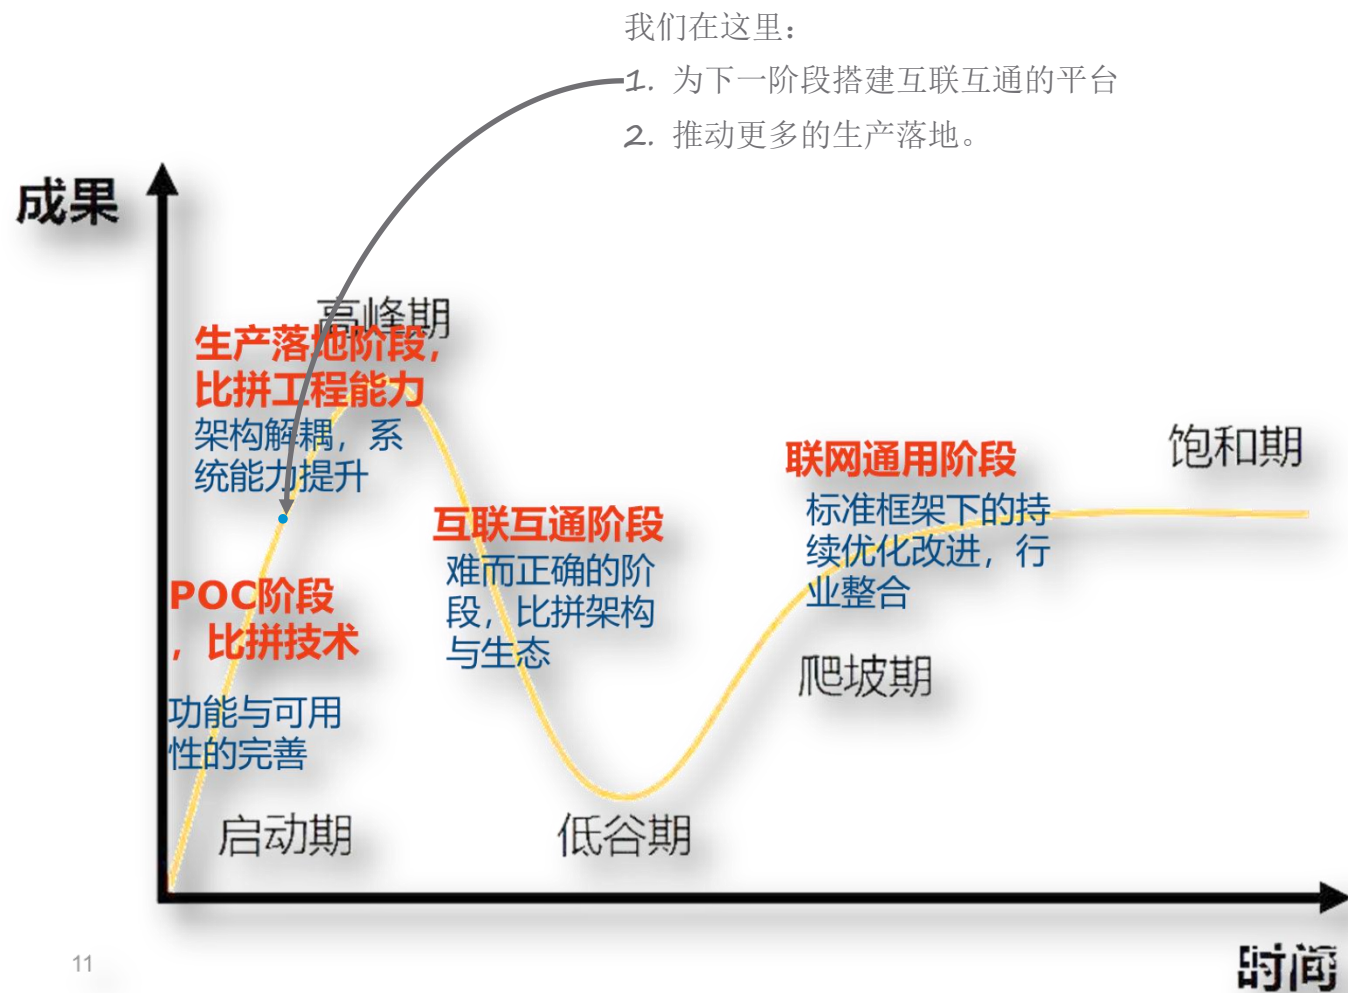 我们在这里：
1. 为下一阶段搭建互联互通的平台
2. 推动更多的生产落地。
成果
高峰期
生产落地阶段，
比拼工程能力
架构解耦，系
统能力提升
饱和期
联网通用阶段
标准框架下的持
续优化改进，行
业整合
互联互通阶段
难而正确的阶
段，比拼架构
与生态
POC阶段
，比拼技术
爬坡期
功能与可用
性的完善
启动期
低谷期
时间
11